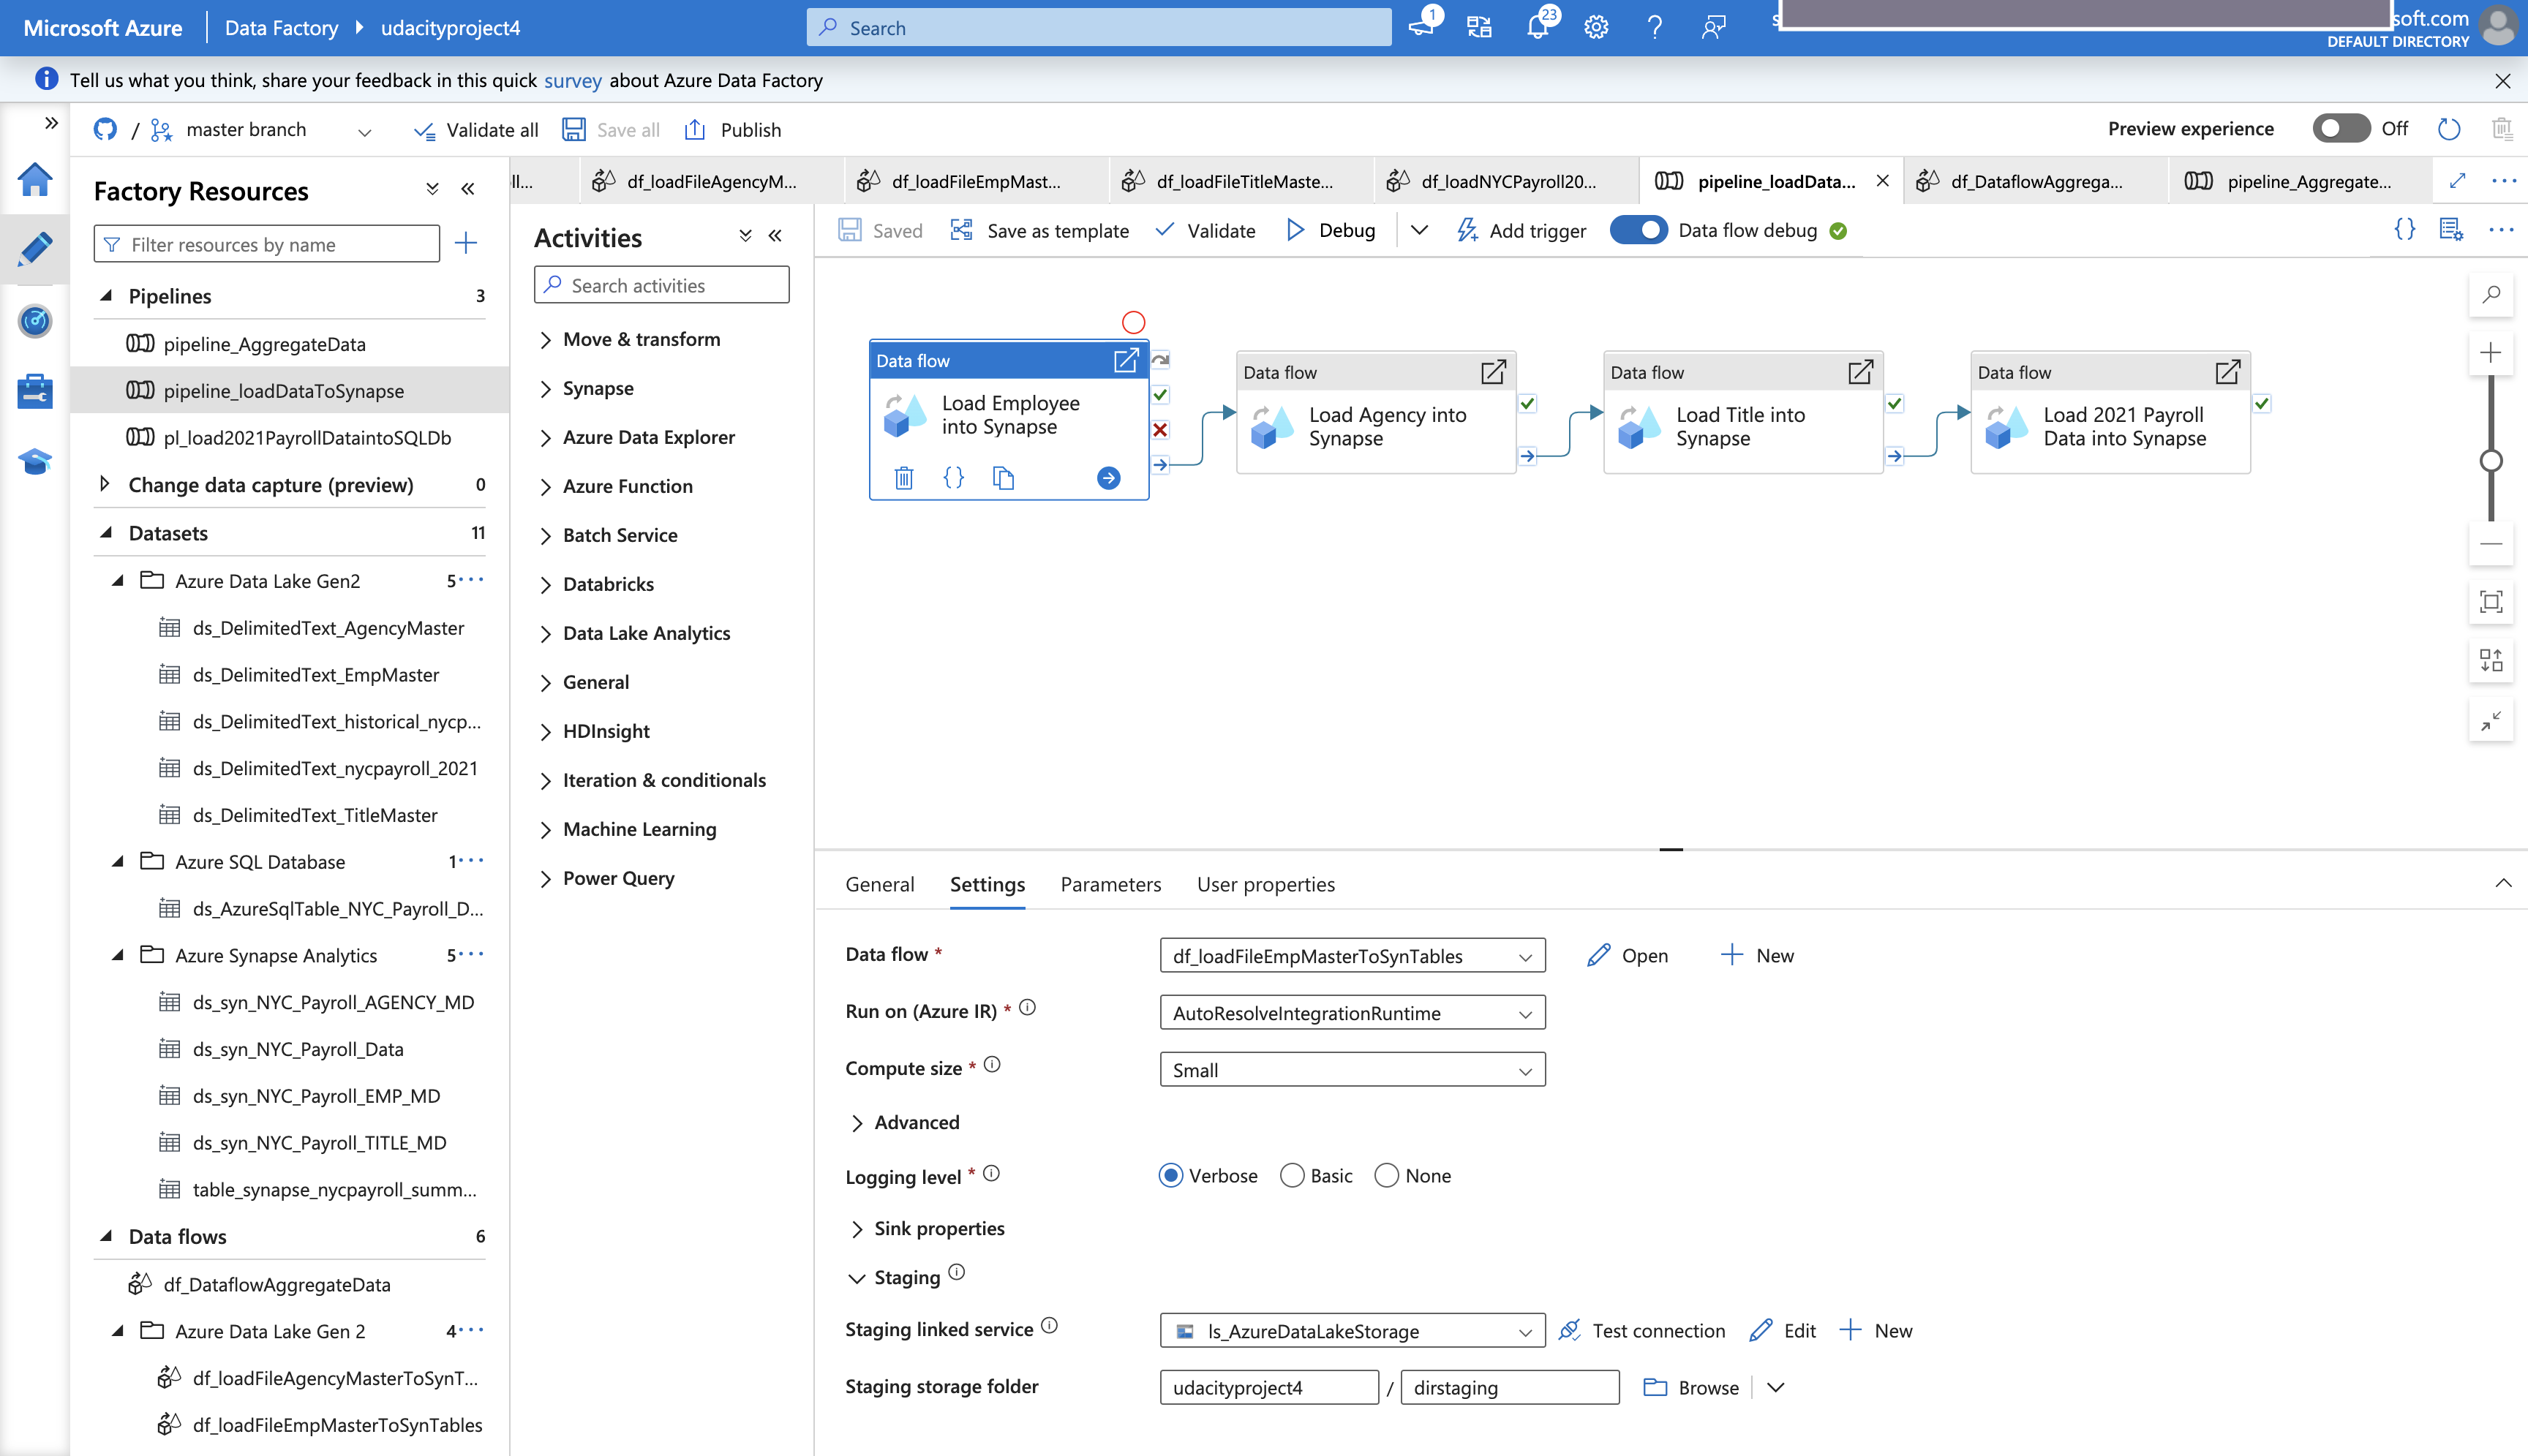 Microsoft Azure
Data Factory
udacityproject4
Search
1
23
soft.com
DEFAULT DIRECTORY
Tell us what you think, share your feedback in this quick survey about Azure Data Factory
/
master branch
Validate all
Save all
Publish
Preview experience
Off
Factory Resources
Filter resources by name
Pipelines 3
pipeline_AggregateData
pipeline_loadDataToSynapse
pl_load2021PayrollDataintoSQLDb
Change data capture (preview) 0
Datasets 11
Azure Data Lake Gen2 5
ds_DelimitedText_AgencyMaster
ds_DelimitedText_EmpMaster
ds_DelimitedText_historical_nycp...
ds_DelimitedText_nycpayroll_2021
ds_DelimitedText_TitleMaster
Azure SQL Database 1
ds_AzureSqlTable_NYC_Payroll_D...
Azure Synapse Analytics 5
ds_syn_NYC_Payroll_AGENCY_MD
ds_syn_NYC_Payroll_Data
ds_syn_NYC_Payroll_EMP_MD
ds_syn_NYC_Payroll_TITLE_MD
table_synapse_nycpayroll_summ...
Data flows 6
df_DataflowAggregateData
Azure Data Lake Gen 2 4
df_loadFileAgencyMasterToSynT...
df_loadFileEmpMasterToSynTables
ll...
df_loadFileAgencyM...
df_loadFileEmpMast...
df_loadFileTitleMaste...
df_loadNYCPayroll20...
pipeline_loadData...
df_DataflowAggrega...
pipeline_Aggregate...
Activities
Search activities
Move & transform
Synapse
Azure Data Explorer
Azure Function
Batch Service
Databricks
Data Lake Analytics
General
HDInsight
Iteration & conditionals
Machine Learning
Power Query
Saved
Save as template
Validate
Debug
Add trigger
Data flow debug
Data flow
Load Employee
into Synapse
Data flow
Load Agency into
Synapse
Data flow
Load Title into
Synapse
Data flow
Load 2021 Payroll
Data into Synapse
General
Settings
Parameters
User properties
Data flow *
df_loadFileEmpMasterToSynTables
Open
New
Run on (Azure IR) *
AutoResolveIntegrationRuntime
Compute size *
Small
Advanced
Logging level *
Verbose
Basic
None
Sink properties
Staging
Staging linked service
ls_AzureDataLakeStorage
Test connection
Edit
New
Staging storage folder
udacityproject4
/
dirstaging
Browse